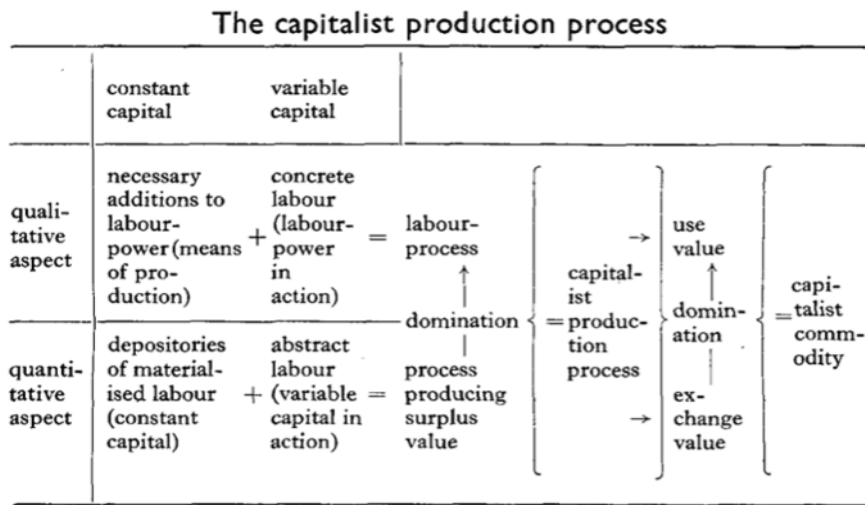 The capitalist production process
constant
capital
variable
capital
quali-
tative
aspect
necessary
additions to
labour-
power (means
of pro-
duction)
+
concrete
labour
(labour-
power
in
action)
=
labour-
process
quanti-
tative
aspect
depositories
of material-
ised labour
(constant
capital)
+
abstract
labour
(variable
capital in
action)
=
↑
domination
process
producing
surplus
value
=
capital-
ist
produc-
tion
process
→
→
use
value
↑
domin-
ation
ex-
change
value
=
capi-
talist
comm-
odity